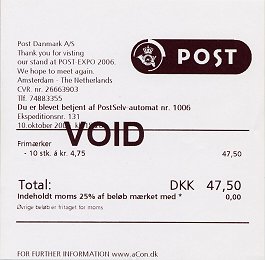 Post Danmark A/S
Thank you for visting
our stand at POST-EXPO 2006.
We hope to meet again.
Amsterdam - The Netherlands
CVR. nr. 26663903
Tlf. 74883355
POST
Du er blevet betjent af PostSelv-automat nr. 1006
Ekspeditionsnr. 131
10.oktober
VOID
Frimærker
- 10 stk. á kr. 4,75 47,50
Total: DKK 47,50
Indeholdt moms 25% af beløb mærket med * 0,00
Øvrige beløb er fritaget for moms
FOR FURTHER INFORMATION www.aCon.dk